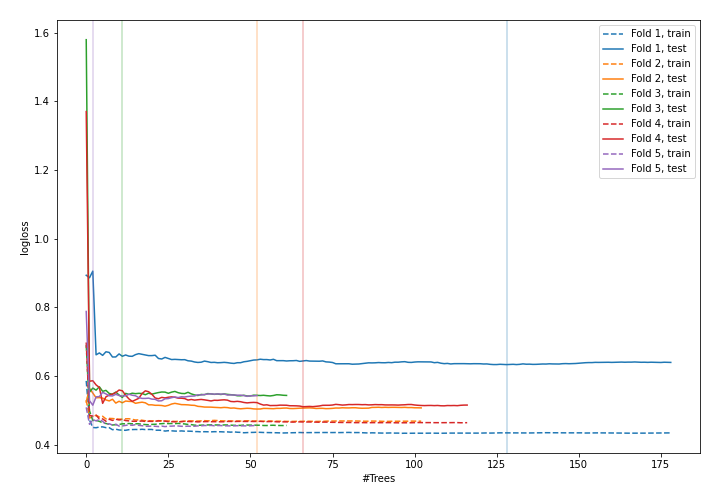 1.6
1.4
1.2
1.0
0.8
0.6
0.4
logloss
0
25
50
75
100
125
150
175
#Trees
Fold 1, train
Fold 1, test
Fold 2, train
Fold 2, test
Fold 3, train
Fold 3, test
Fold 4, train
Fold 4, test
Fold 5, train
Fold 5, test